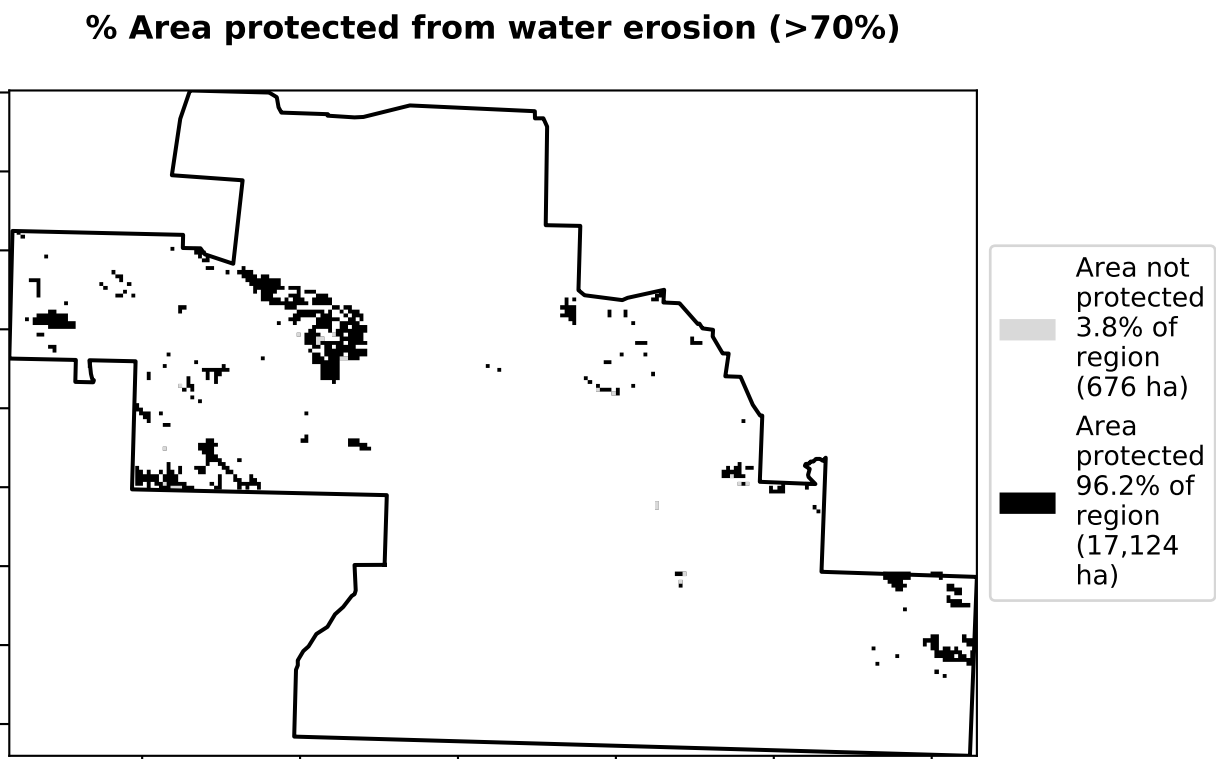 % Area protected from water erosion (>70%)
Area not
protected
3.8% of
region
(676 ha)
Area
protected
96.2% of
region
(17,124
ha)